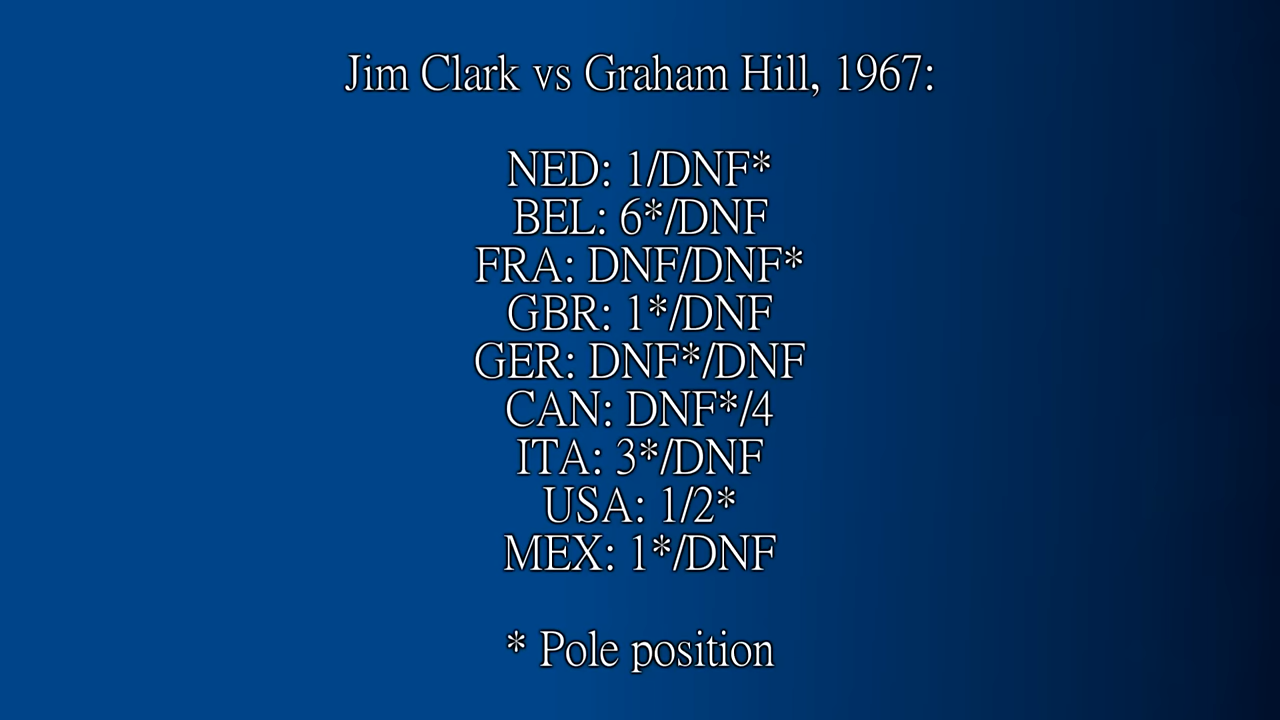 Jim Clark vs Graham Hill, 1967:
NED: 1/DNF*
BEL: 6*/DNF
FRA: DNF/DNF*
GBR: 1*/DNF
GER: DNF*/DNF
CAN: DNF*/4
ITA: 3*/DNF
USA: 1/2*
MEX: 1*/DNF
* Pole position